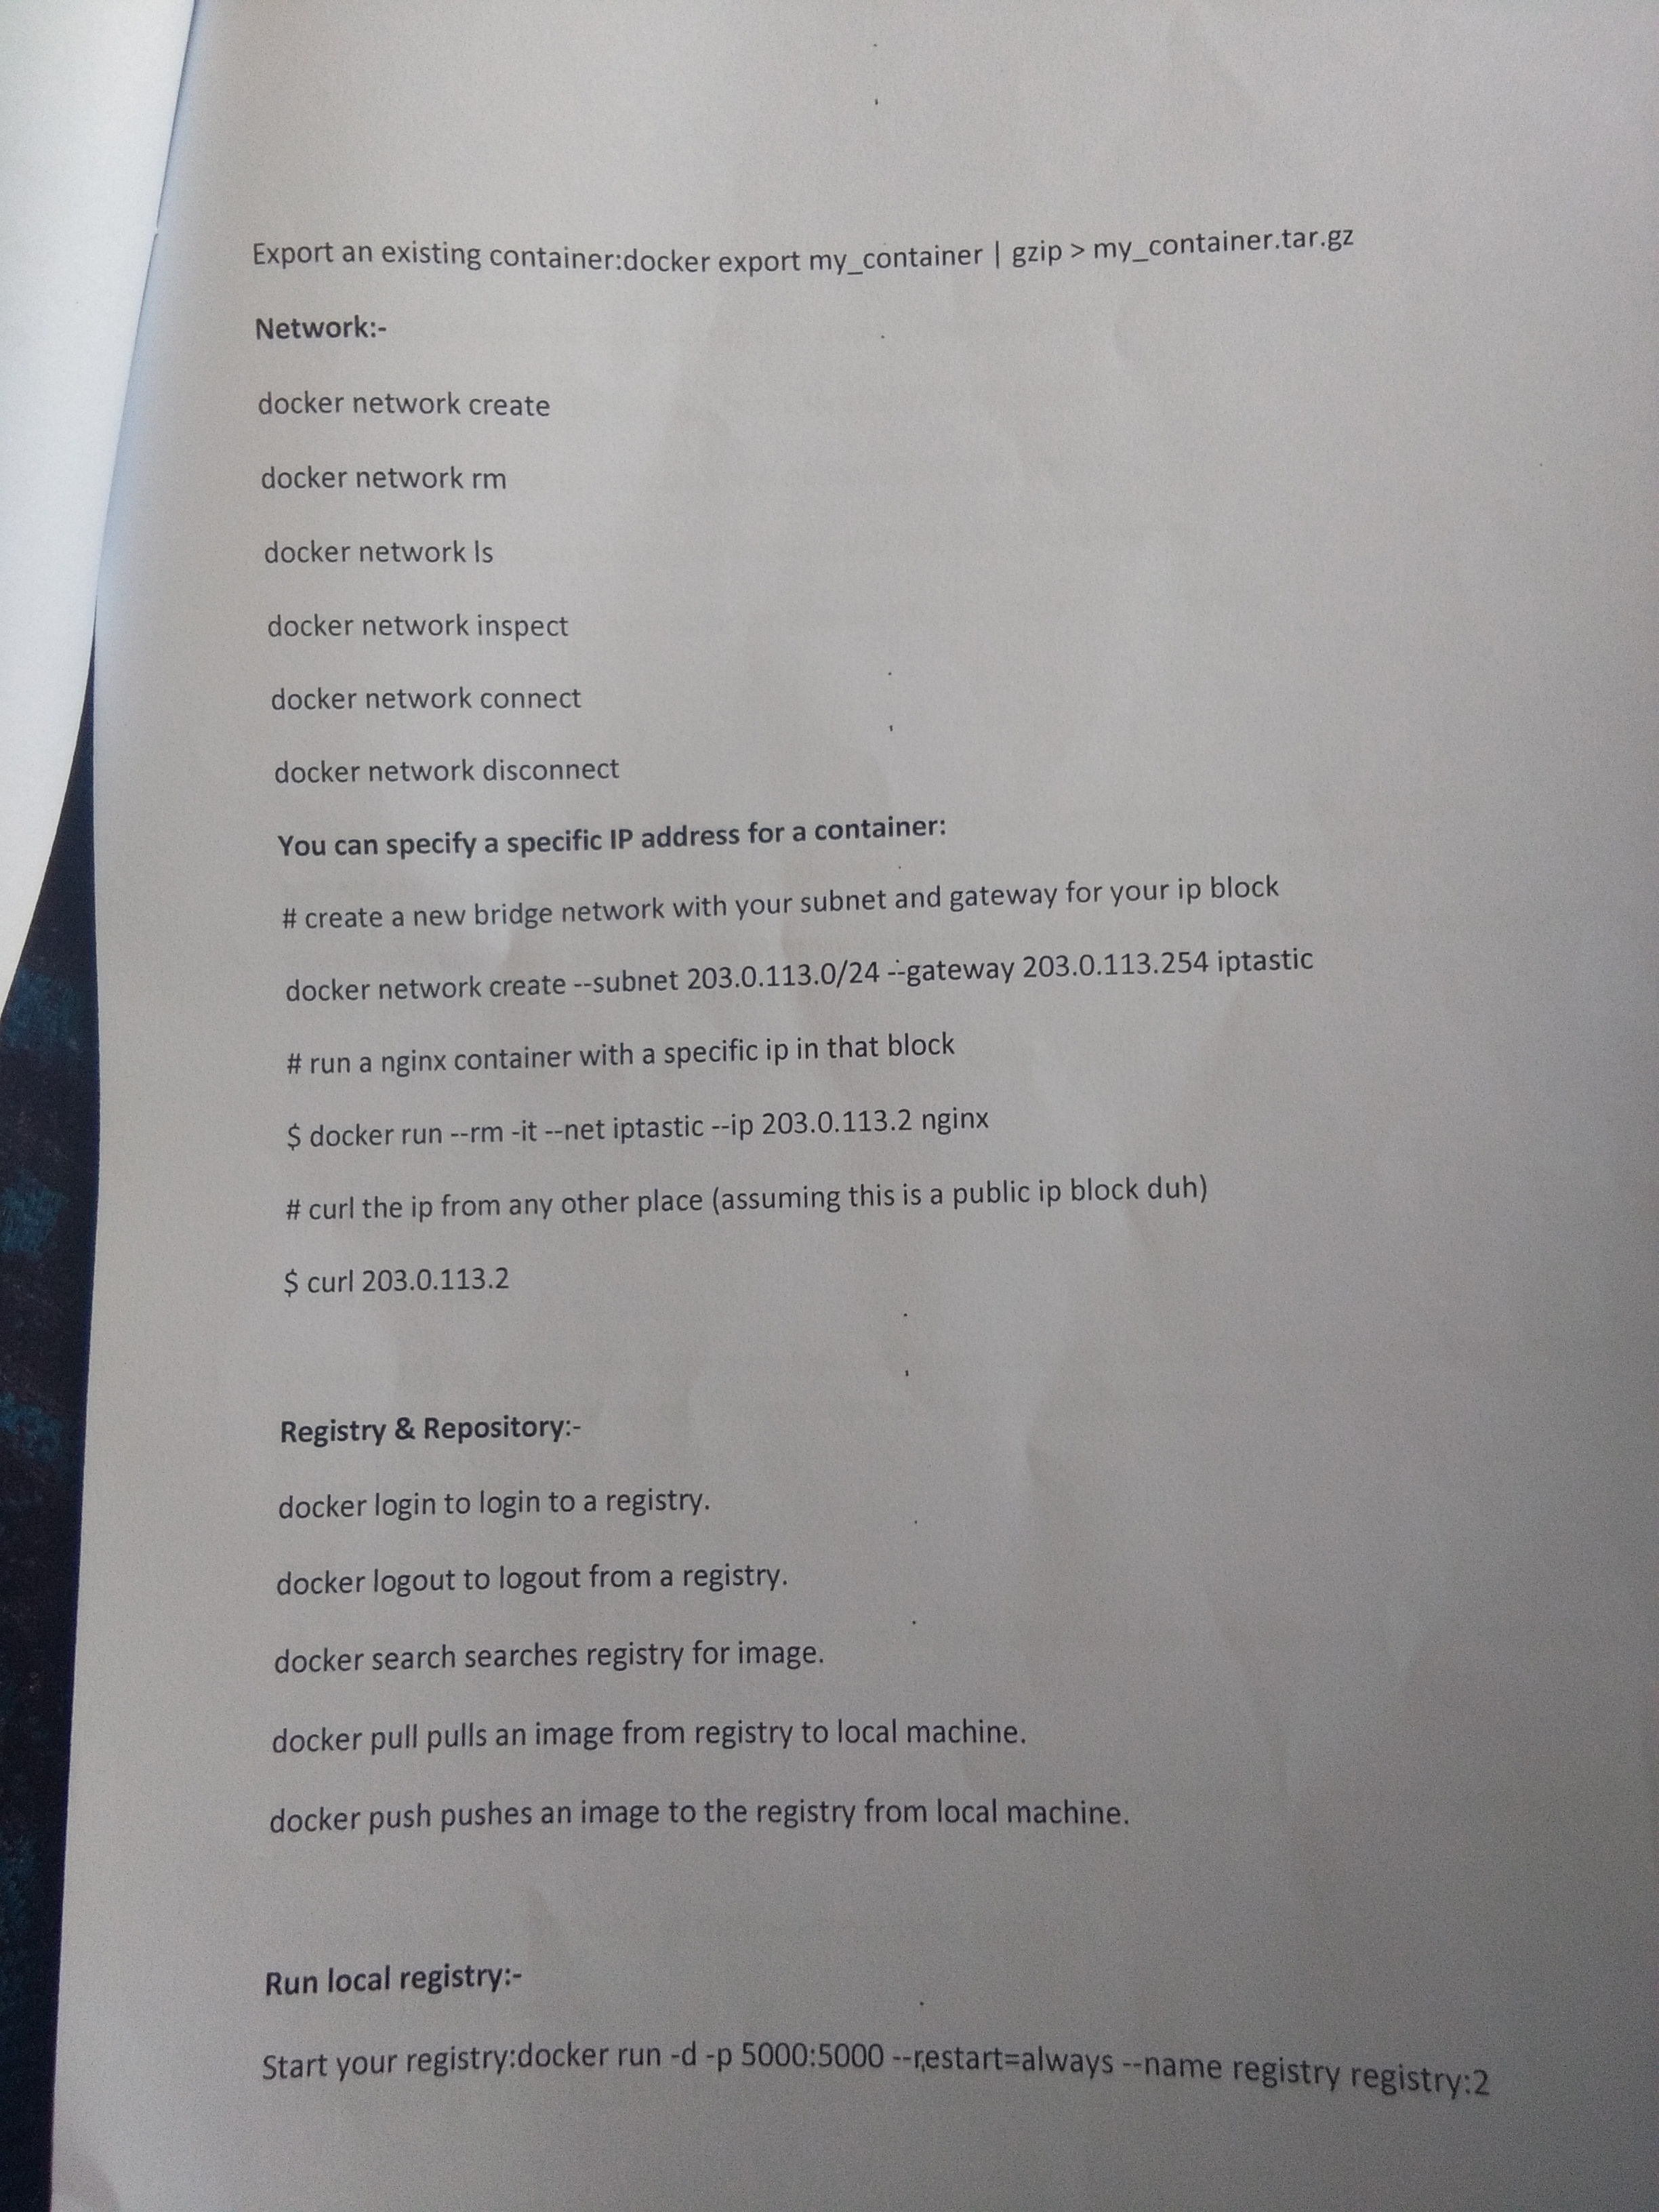 Export an existing container:docker export my_container | gzip > my_container.tar.gz
Network:-
docker network create
docker network rm
docker network ls
docker network inspect
docker network connect
docker network disconnect
You can specify a specific IP address for a container:
# create a new bridge network with your subnet and gateway for your ip block
docker network create --subnet 203.0.113.0/24 --gateway 203.0.113.254 iptastic
# run a nginx container with a specific ip in that block
$ docker run --rm -it --net iptastic --ip 203.0.113.2 nginx
# curl the ip from any other place (assuming this is a public ip block duh)
$ curl 203.0.113.2
Registry & Repository:-
docker login to login to a registry.
docker logout to logout from a registry.
docker search searches registry for image.
docker pull pulls an image from registry to local machine.
docker push pushes an image to the registry from local machine.
Run local registry:-
Start your registry:docker run -d -p 5000:5000 --restart=always --name registry registry:2